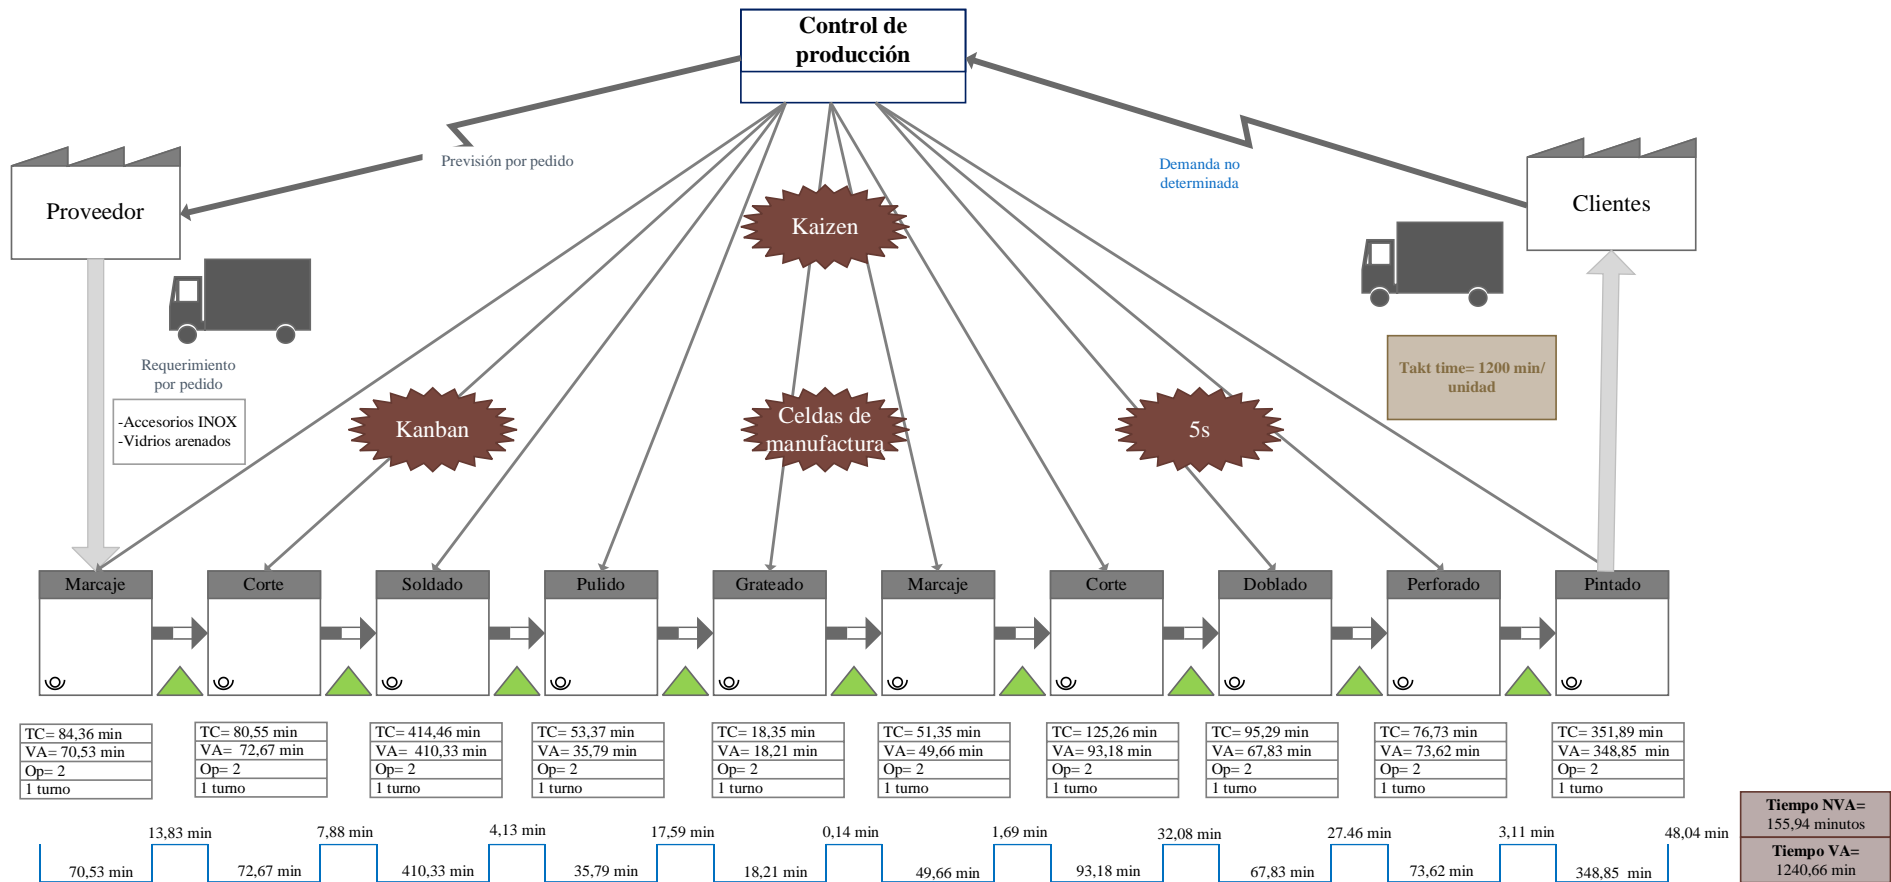 Control de
producción
Previsión por pedido
Demanda no
determinada
Proveedor
Clientes
Kaizen
Requerimiento
por pedido
-Accesorios INOX
-Vidrios arenados
Takt time= 1200 min/
unidad
Kanban
Celdas de
manufactura
5s
Marcaje
Corte
Soldado
Pulido
Grateado
Marcaje
Corte
Doblado
Perforado
Pintado
TC= 84,36 min
VA= 70,53 min
Op= 2
1 turno
TC= 80,55 min
VA=  72,67 min
Op= 2
1 turno
TC= 414,46 min
VA=  410,33 min
Op= 2
1 turno
TC= 53,37 min
VA= 35,79 min
Op= 2
1 turno
TC= 18,35 min
VA= 18,21 min
Op= 2
1 turno
TC= 51,35 min
VA= 49,66 min
Op= 2
1 turno
TC= 125,26 min
VA= 93,18 min
Op= 2
1 turno
TC= 95,29 min
VA= 67,83 min
Op= 2
1 turno
TC= 76,73 min
VA= 73,62 min
Op= 2
1 turno
TC= 351,89 min
VA= 348,85  min
Op= 2
1 turno
13,83 min
7,88 min
4,13 min
17,59 min
0,14 min
1,69 min
32,08 min
27.46 min
3,11 min
48,04 min
70,53 min
72,67 min
410,33 min
35,79 min
18,21 min
49,66 min
93,18 min
67,83 min
73,62 min
348,85  min
Tiempo NVA=
155,94 minutos
Tiempo VA=
1240,66 min